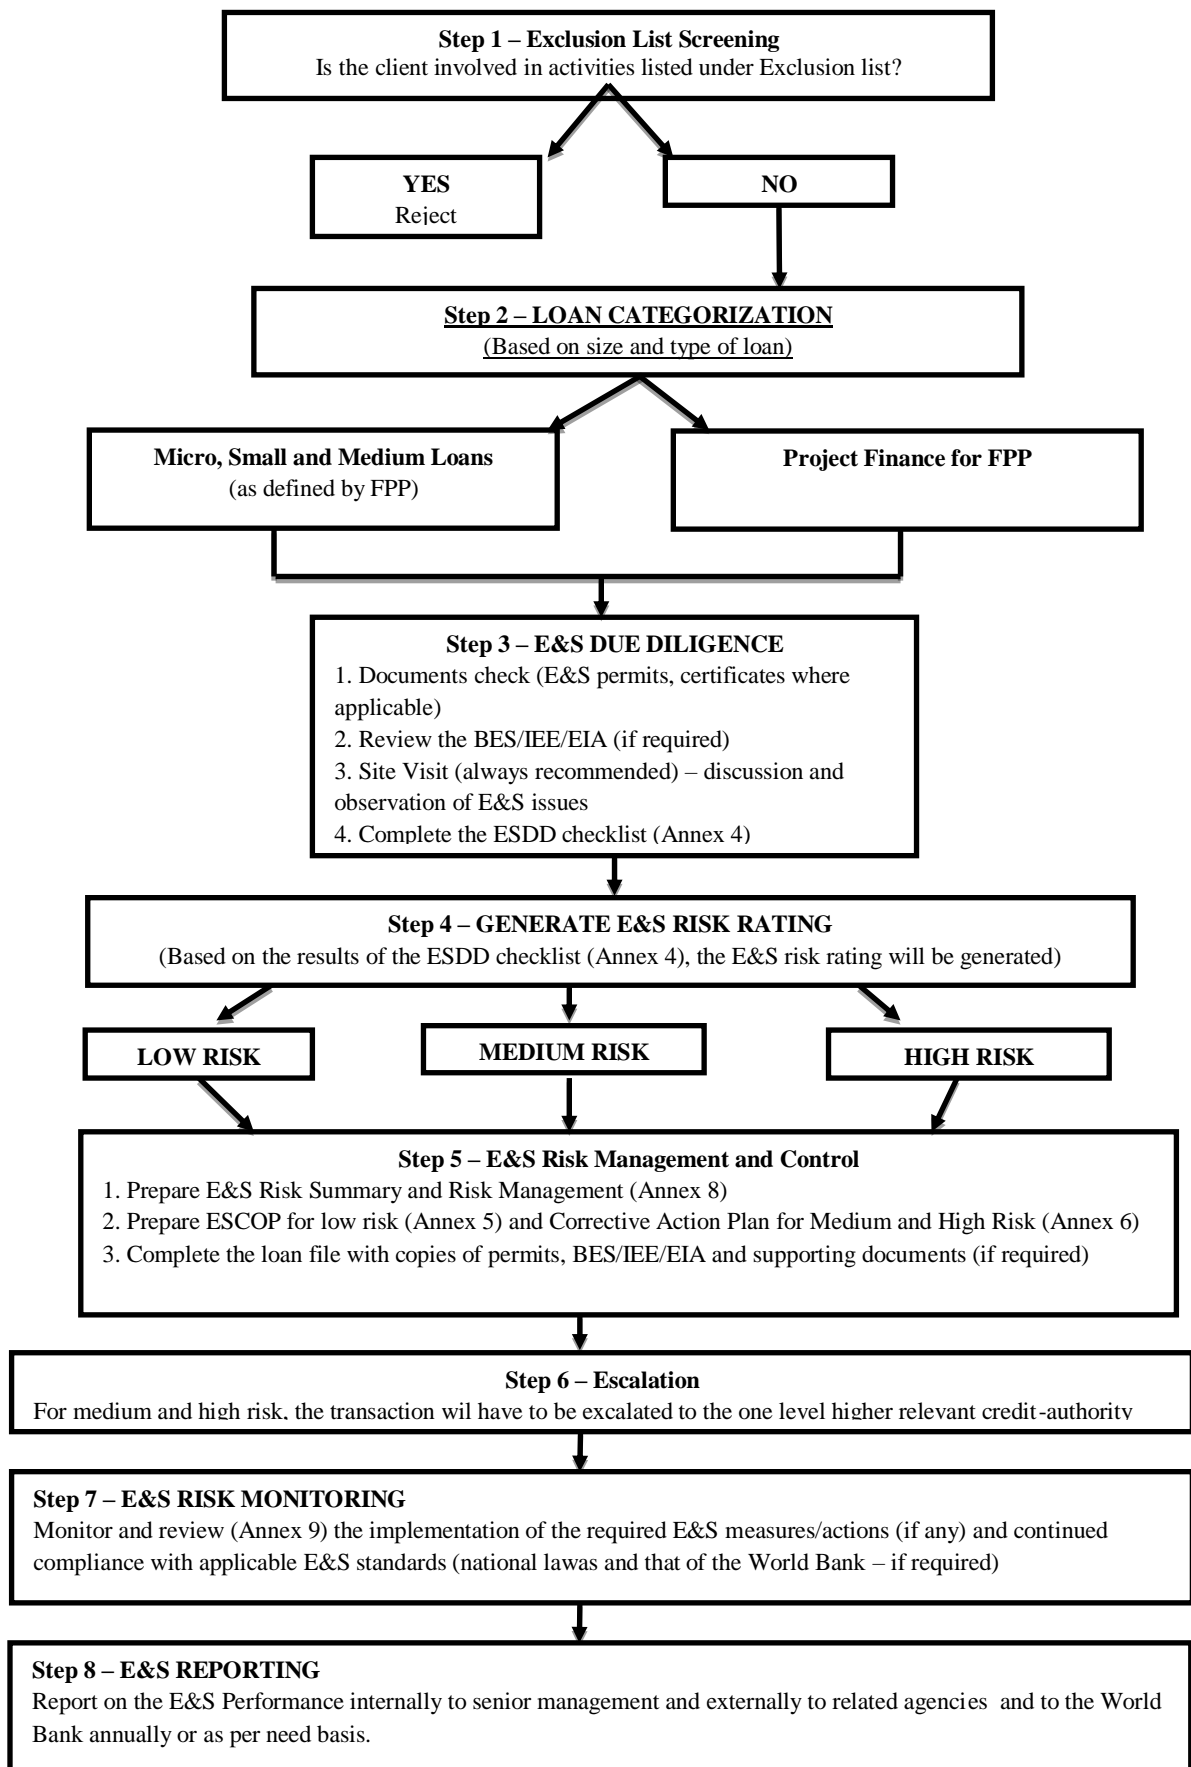 Step 1 – Exclusion List Screening
Is the client involved in activities listed under Exclusion list?
YES
Reject
NO
Step 2 – LOAN CATEGORIZATION
(Based on size and type of loan)
Micro, Small and Medium Loans
(as defined by FPP)
Project Finance for FPP
Step 3 – E&S DUE DILIGENCE
1. Documents check (E&S permits, certificates where
applicable)
2. Review the BES/IEE/EIA (if required)
3. Site Visit (always recommended) – discussion and
observation of E&S issues
4. Complete the ESDD checklist (Annex 4)
Step 4 – GENERATE E&S RISK RATING
(Based on the results of the ESDD checklist (Annex 4), the E&S risk rating will be generated)
LOW RISK
MEDIUM RISK
HIGH RISK
Step 5 – E&S Risk Management and Control
1. Prepare E&S Risk Summary and Risk Management (Annex 8)
2. Prepare ESCOP for low risk (Annex 5) and Corrective Action Plan for Medium and High Risk (Annex 6)
3. Complete the loan file with copies of permits, BES/IEE/EIA and supporting documents (if required)
Step 6 – Escalation
For medium and high risk, the transaction wil have to be excalated to the one level higher relevant credit-authority
Step 7 – E&S RISK MONITORING
Monitor and review (Annex 9) the implementation of the required E&S measures/actions (if any) and continued
compliance with applicable E&S standards (national lawas and that of the World Bank – if required)
Step 8 – E&S REPORTING
Report on the E&S Performance internally to senior management and externally to related agencies and to the World
Bank annually or as per need basis.